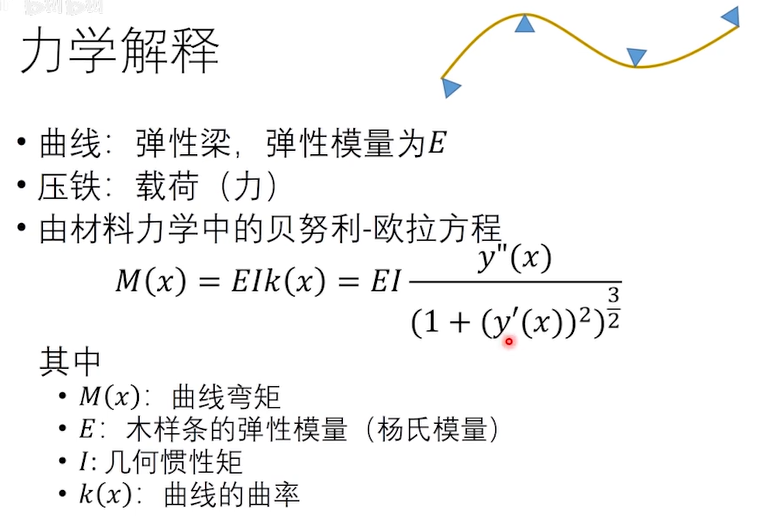 力学解释
• 曲线：弹性梁，弹性模量为E
• 压铁：载荷（力）
• 由材料力学中的贝努利-欧拉方程
M(x) = EIk(x) = EI y''(x) / (1 + (y'(x))²)^(3/2)
其中
• M(x)：曲线弯矩
• E：木样条的弹性模量（杨氏模量）
• I: 几何惯性矩
• k(x)：曲线的曲率